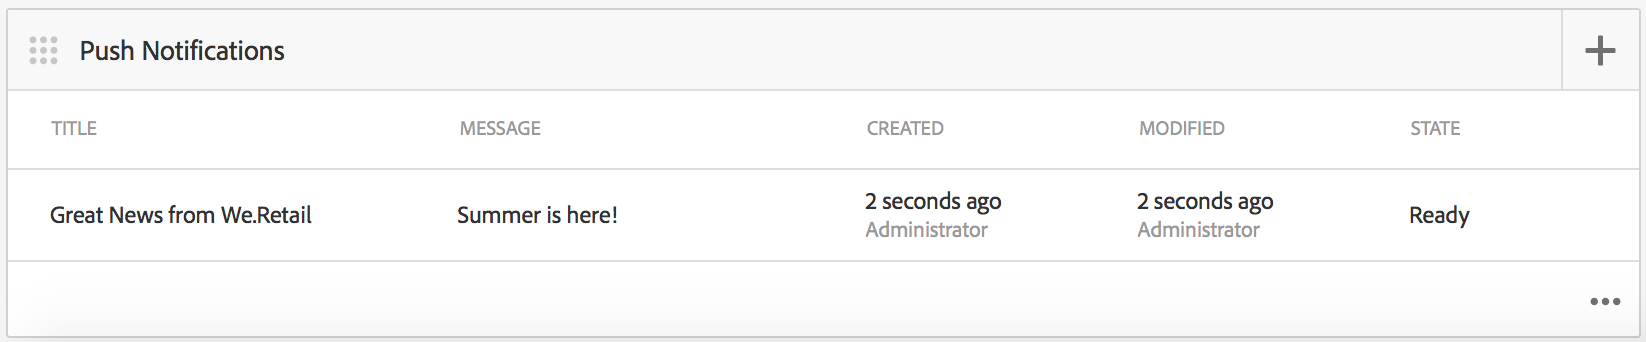 Push Notifications
TITLE MESSAGE CREATED MODIFIED STATE
Great News from We.Retail Summer is here! 2 seconds ago 2 seconds ago Ready
Administrator Administrator